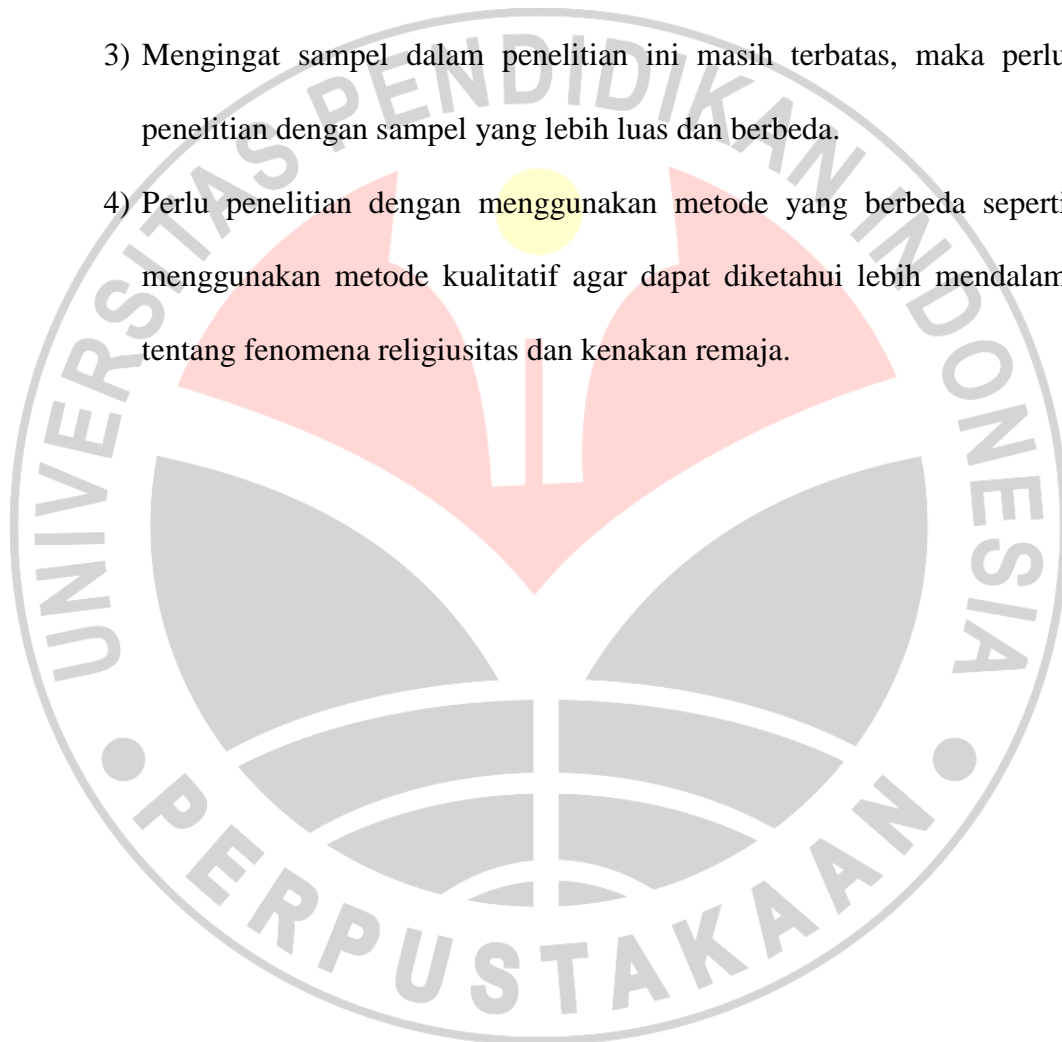 3) Mengingat sampel dalam penelitian ini masih terbatas, maka perlu
penelitian dengan sampel yang lebih luas dan berbeda.
4) Perlu penelitian dengan menggunakan metode yang berbeda seperti
menggunakan metode kualitatif agar dapat diketahui lebih mendalam
tentang fenomena religiusitas dan kenakan remaja.
UNIVERSITAS PENDIDIKAN INDONESIA
PERPUSTAKAAN